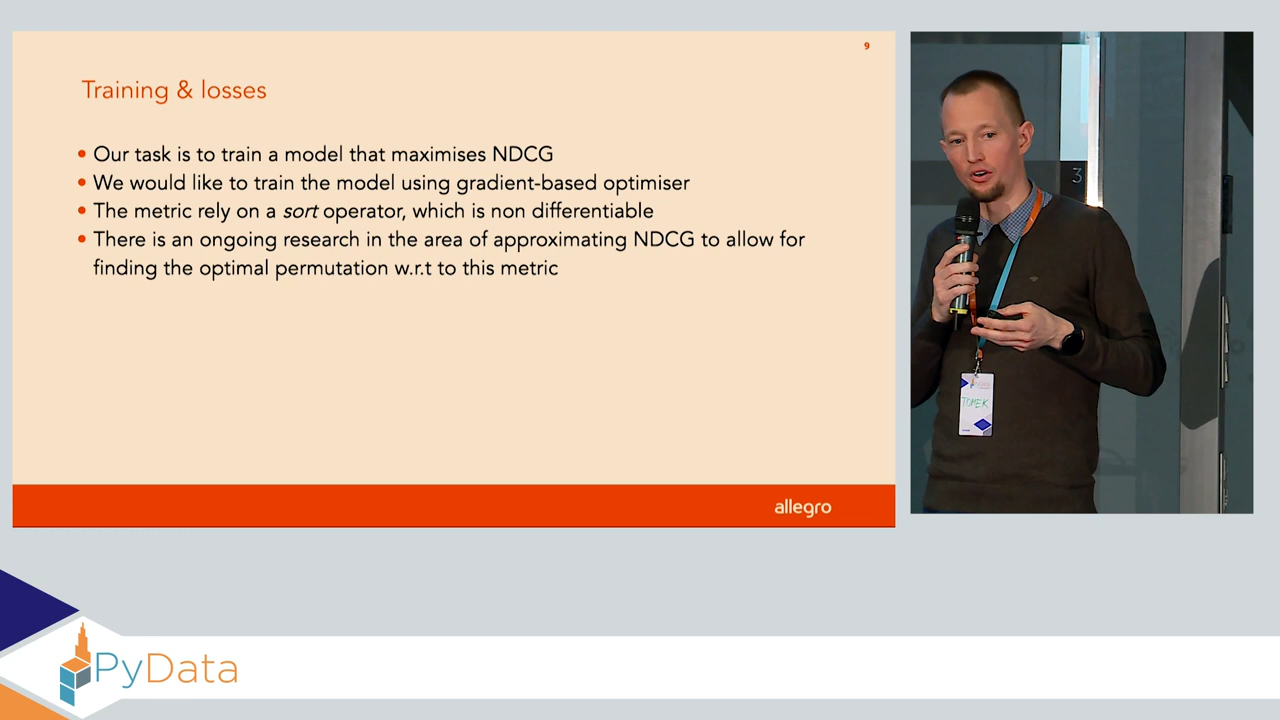 9
Training & losses
• Our task is to train a model that maximises NDCG
• We would like to train the model using gradient-based optimiser
• The metric rely on a sort operator, which is non differentiable
• There is an ongoing research in the area of approximating NDCG to allow for
finding the optimal permutation w.r.t to this metric
allegro
3
TOMEK
PyData